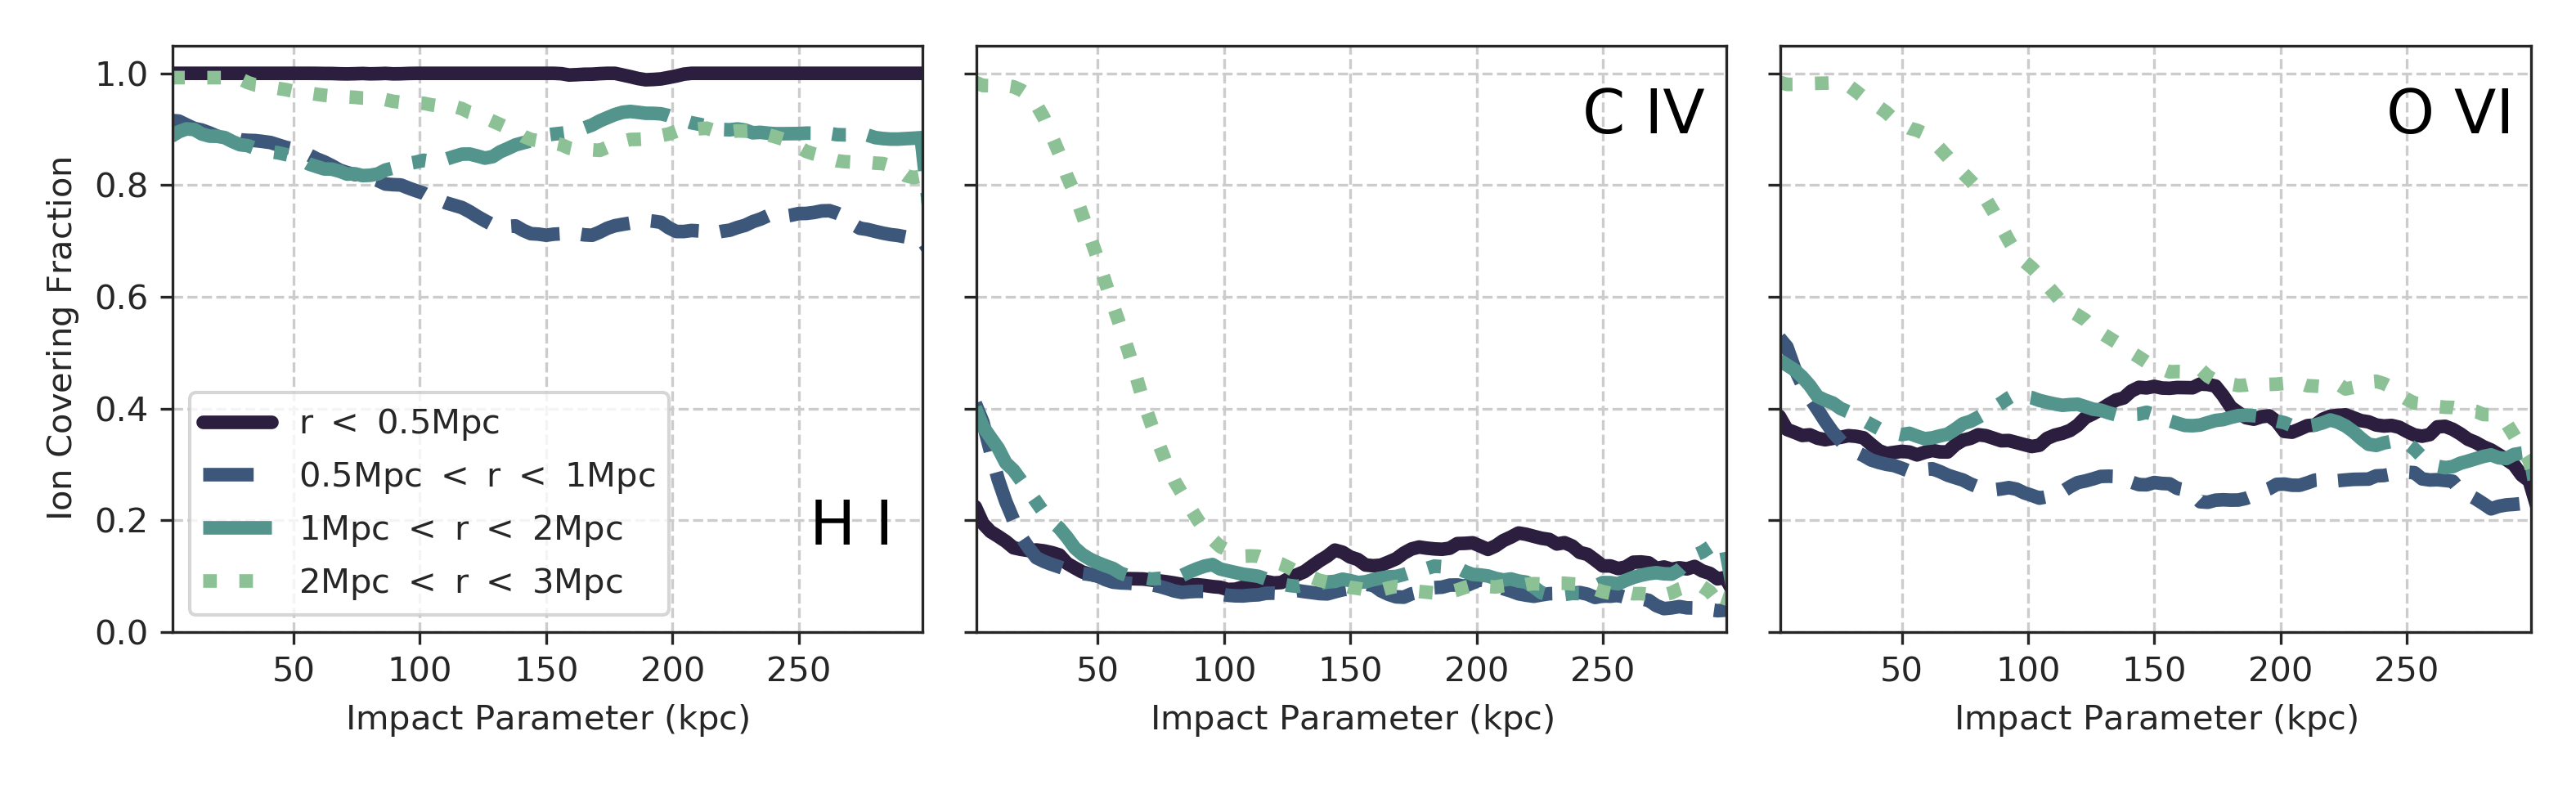 Ion Covering Fraction
1.0
0.8
0.6
0.4
0.2
0.0
r < 0.5Mpc
0.5Mpc < r < 1Mpc
1Mpc < r < 2Mpc
2Mpc < r < 3Mpc
H I
50 100 150 200 250
Impact Parameter (kpc)
C IV
50 100 150 200 250
Impact Parameter (kpc)
O VI
50 100 150 200 250
Impact Parameter (kpc)